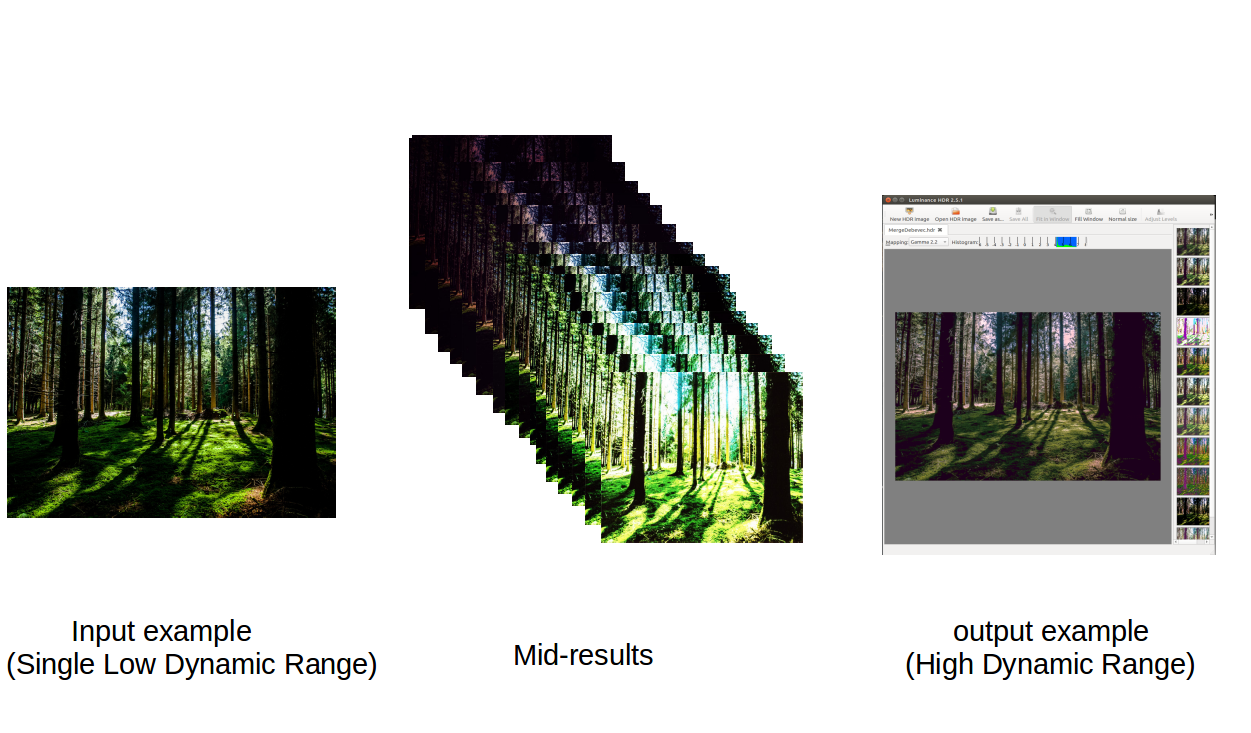 Luminance HDR 2.5.1
New HDR image Open HDR image Save as... Save All Fit in Window Fill Window Normal size Adjust Levels
MergeDebevec.hdr
Mapping: Gamma 2.2 Histogram:
Input example
(Single Low Dynamic Range)
Mid-results
output example
(High Dynamic Range)